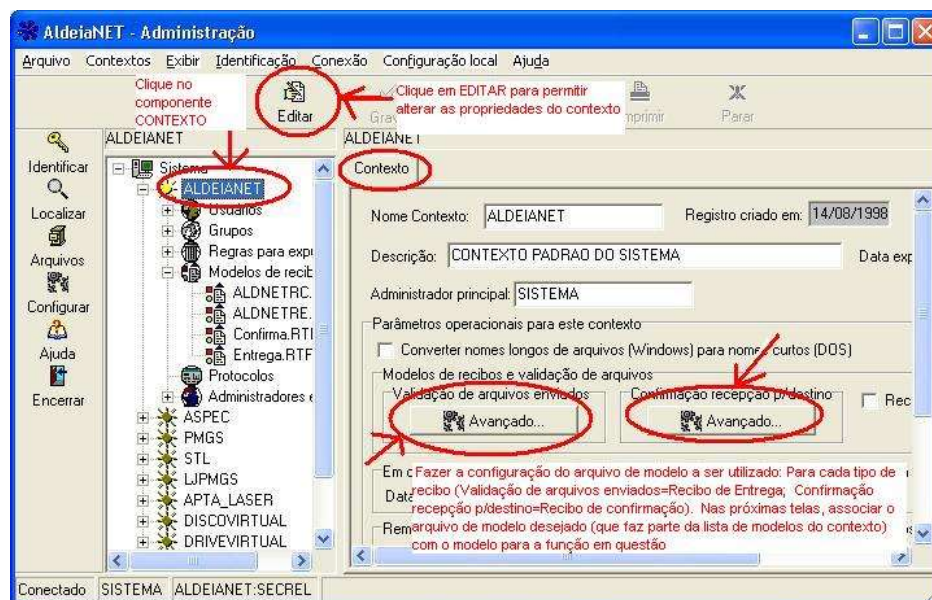 AldeiaNET - Administração
Arquivo Contextos Exibir Identificação Conexão Configuração local Ajuda
Clique no
componente
CONTEXTO
Editar
Clique em EDITAR para permitir
alterar as propriedades do contexto
Parar
Identificar
Localizar
Arquivos
Configurar
Ajuda
Encerrar
ALDEIANET
Sistema
ALDEIANET
Usuários
Grupos
Regras para expi
Modelos de recib
ALDNETRC.
ALDNETRE.
Confirma.RTI
Entrega.RTF
Protocolos
Administradores e
ASPEC
PMGS
STL
LJPMGS
APTA_LASER
DISCOVIRTUAL
DRIVEVIRTUAL
ALDEIANET
Contexto
Nome Contexto: ALDEIANET Registro criado em: 14/08/1998
Descrição: CONTEXTO PADRAO DO SISTEMA Data exp
Administrador principal: SISTEMA
Parâmetros operacionais para este contexto
Converter nomes longos de arquivos (Windows) para nomes curtos (DOS)
Modelos de recibos e validação de arquivos
Validação de arquivos enviados Confirmação recepção p/destino Rec
Avançado... Avançado...
Em c
Data
Rem
Fazer a configuração do arquivo de modelo a ser utilizado: Para cada tipo de
recibo (Validação de arquivos enviados=Recibo de Entrega; Confirmação
recepção p/destino=Recibo de confirmação). Nas próximas telas, associar o
arquivo de modelo desejado (que faz parte da lista de modelos do contexto)
com o modelo para a função em questão
Conectado SISTEMA ALDEIANET:SECREL